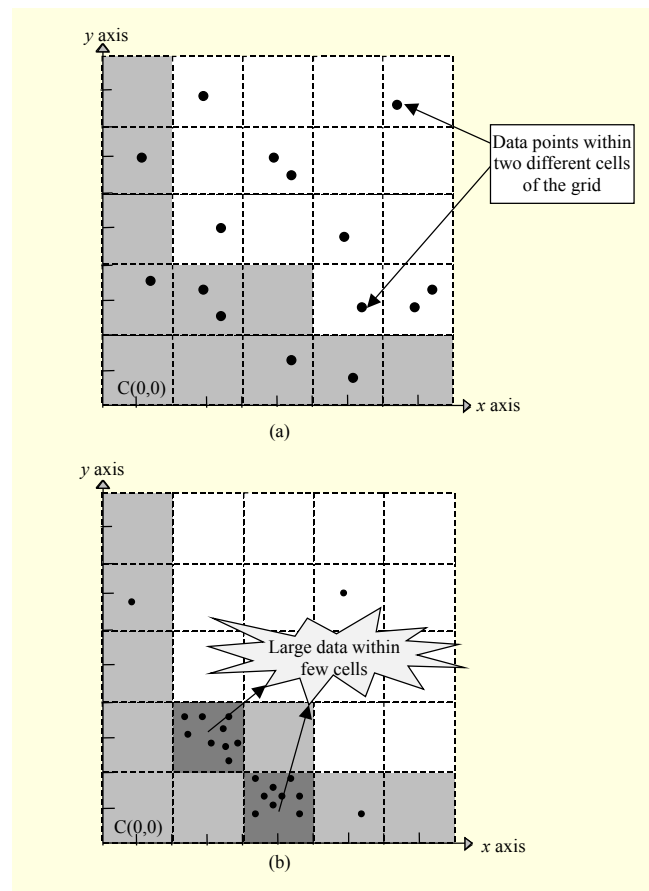 y axis
Data points within
two different cells
of the grid
C(0,0)
x axis
(a)
y axis
Large data within
few cells
C(0,0)
x axis
(b)